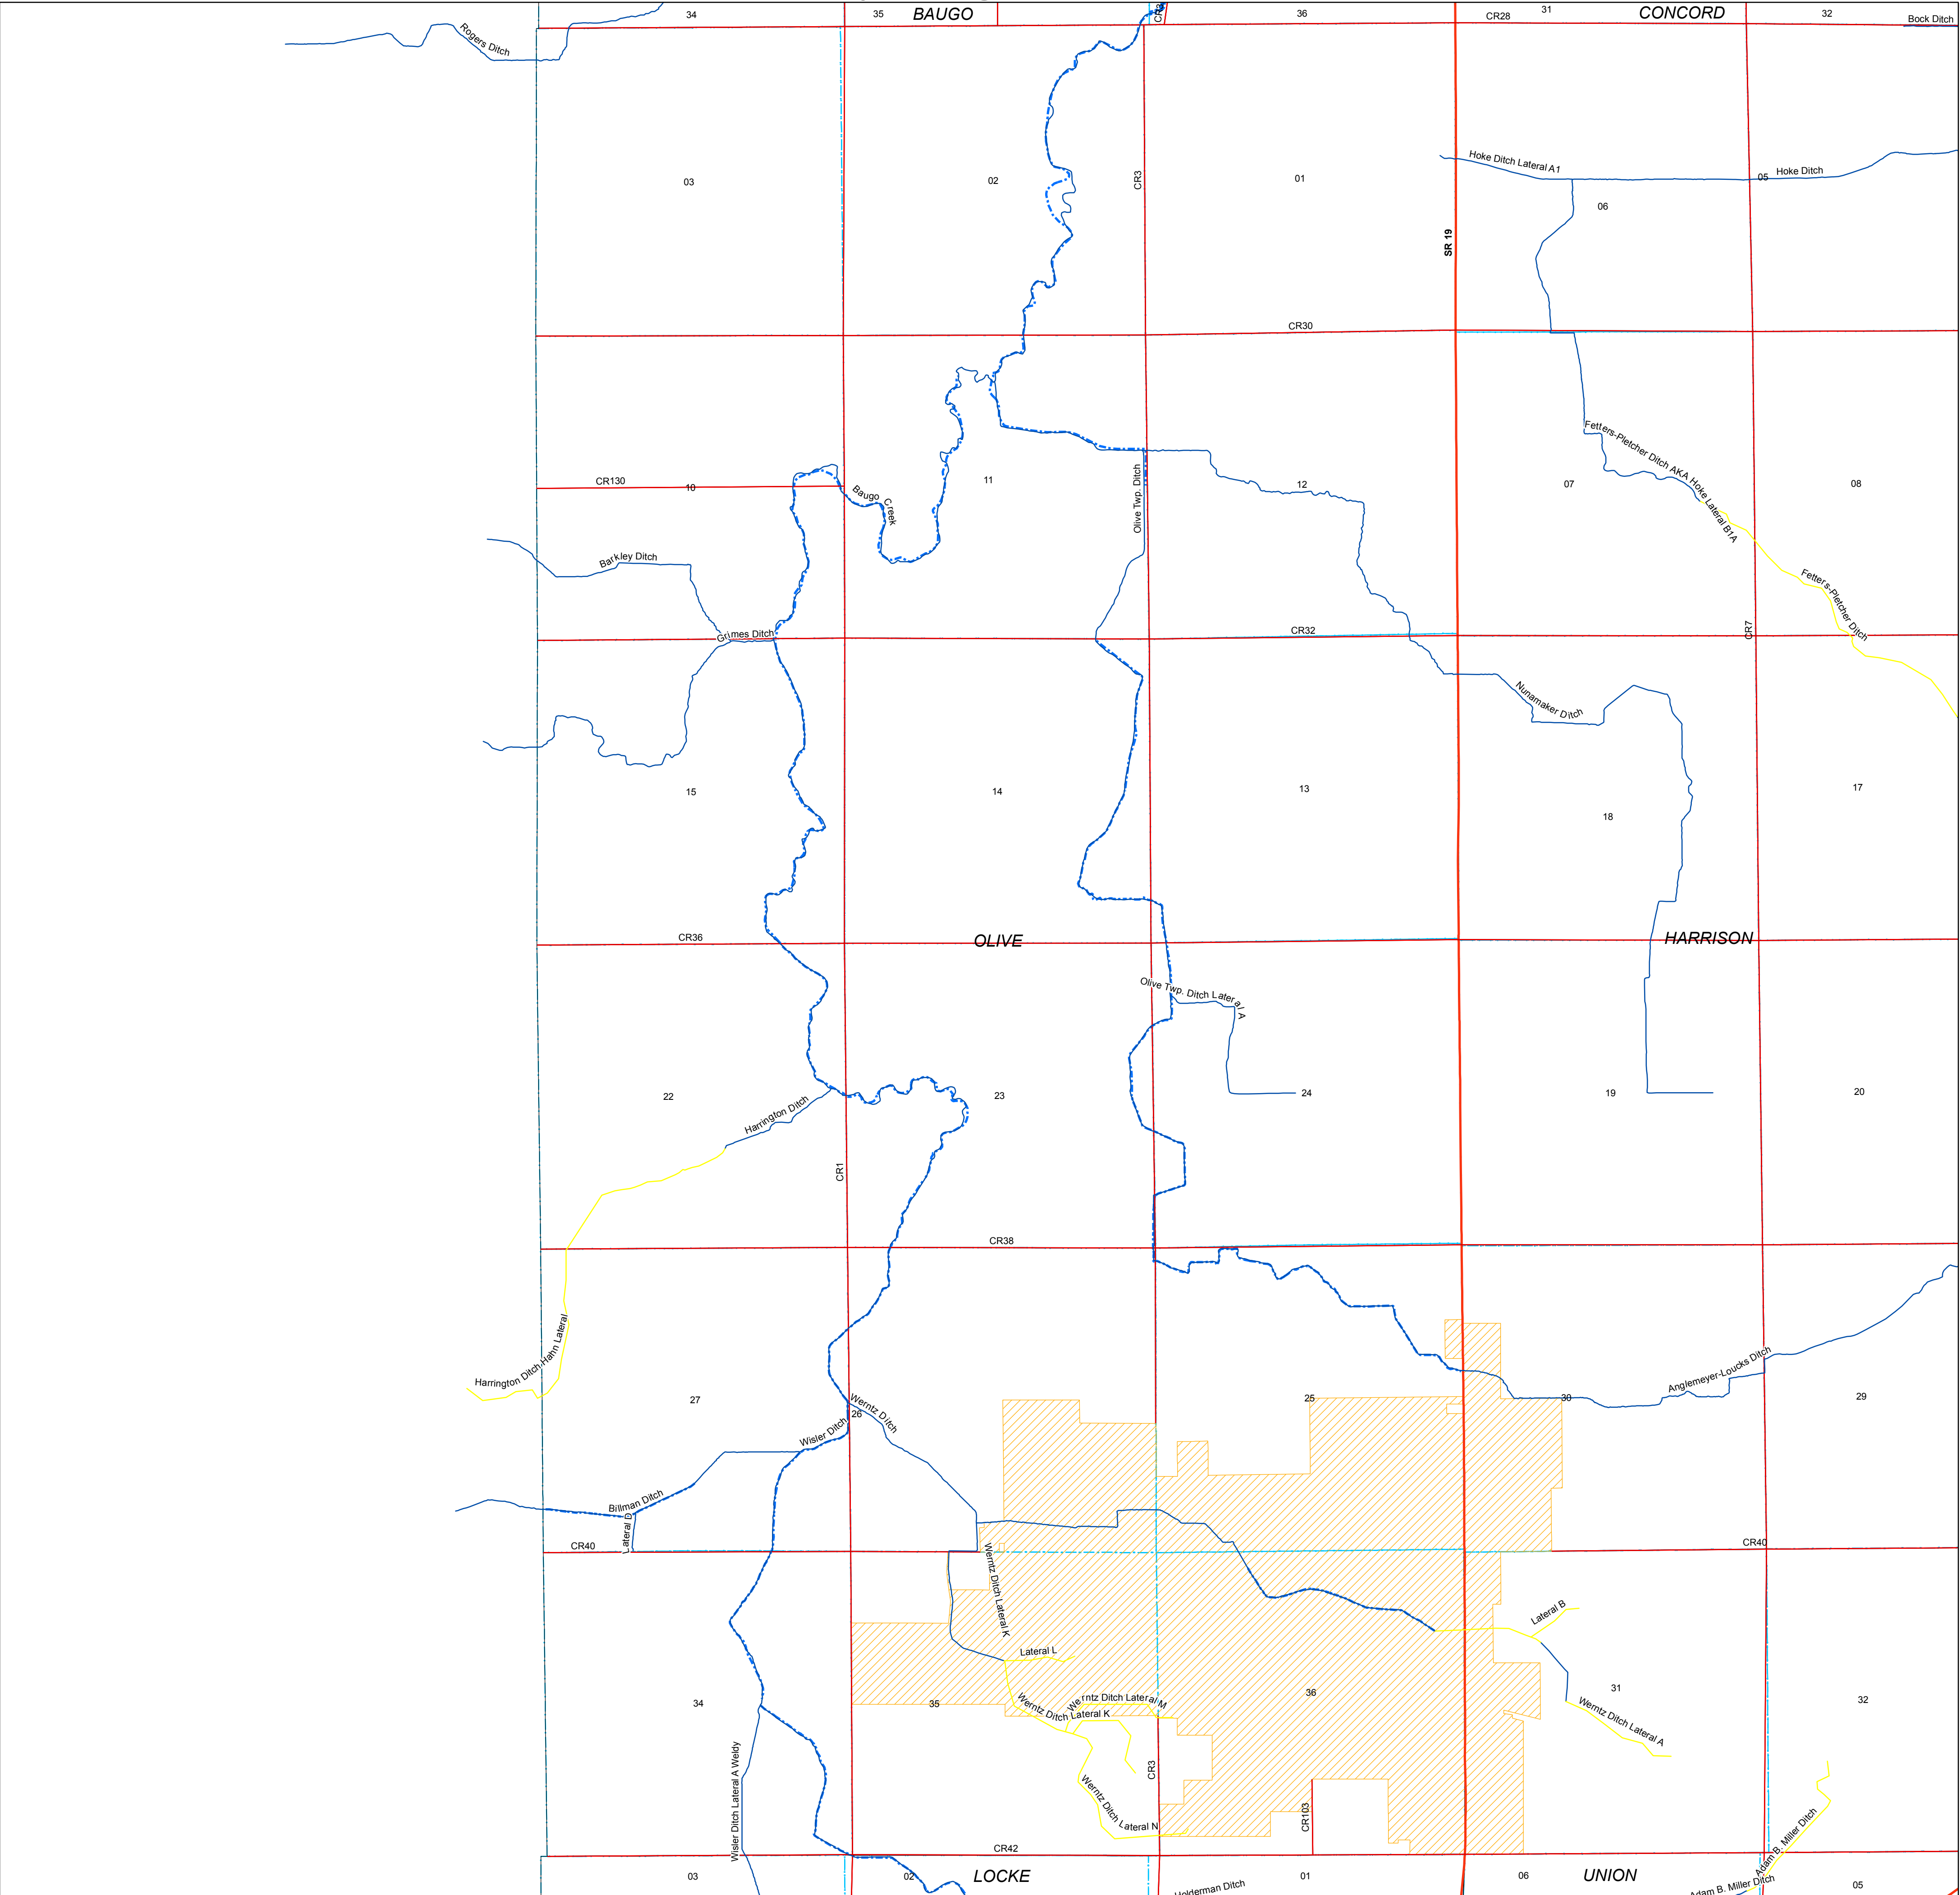 34
35
BAUGO
CR3
36
CR28
31
CONCORD
32
Bock Ditch
Rogers Ditch
03
02
CR3
01
Hoke Ditch Lateral A1
05
Hoke Ditch
06
SR 19
CR30
CR130
10
Baugo Creek
11
Olive Twp. Ditch
12
Fetters-Pletcher Ditch AKA Hoke Lateral B1A
07
08
Barkley Ditch
Fetters-Pletcher Ditch
Grimes Ditch
CR32
CR7
Nunamaker Ditch
15
14
13
18
17
CR36
OLIVE
HARRISON
Olive Twp. Ditch Lateral A
22
Harrington Ditch
23
24
19
20
CR1
CR38
Harrington Ditch-Hahn Lateral
Anglemeyer-Loucks Ditch
27
Werntz Ditch
26
25
30
29
Wisler Ditch
Billman Ditch
Lateral D
CR40
CR40
Werntz Ditch Lateral K
Lateral B
Lateral L
34
35
Werntz Ditch Lateral M
Werntz Ditch Lateral K
36
31
32
Werntz Ditch Lateral A
Wisler Ditch Lateral A Weldy
CR3
Werntz Ditch Lateral N
CR103
Adam B. Miller Ditch
CR42
03
02
LOCKE
01
06
UNION
05
Holderman Ditch
Adam B. Miller Ditch